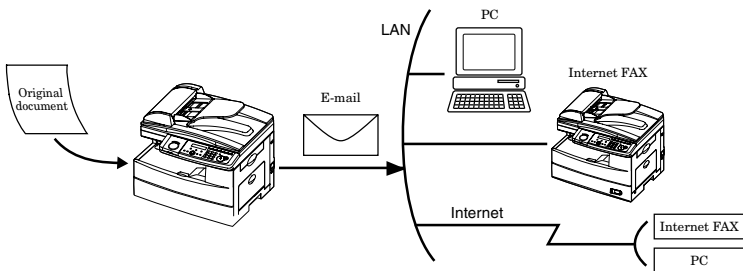 LAN
PC
Internet FAX
Original
document
E-mail
Internet
Internet FAX
PC